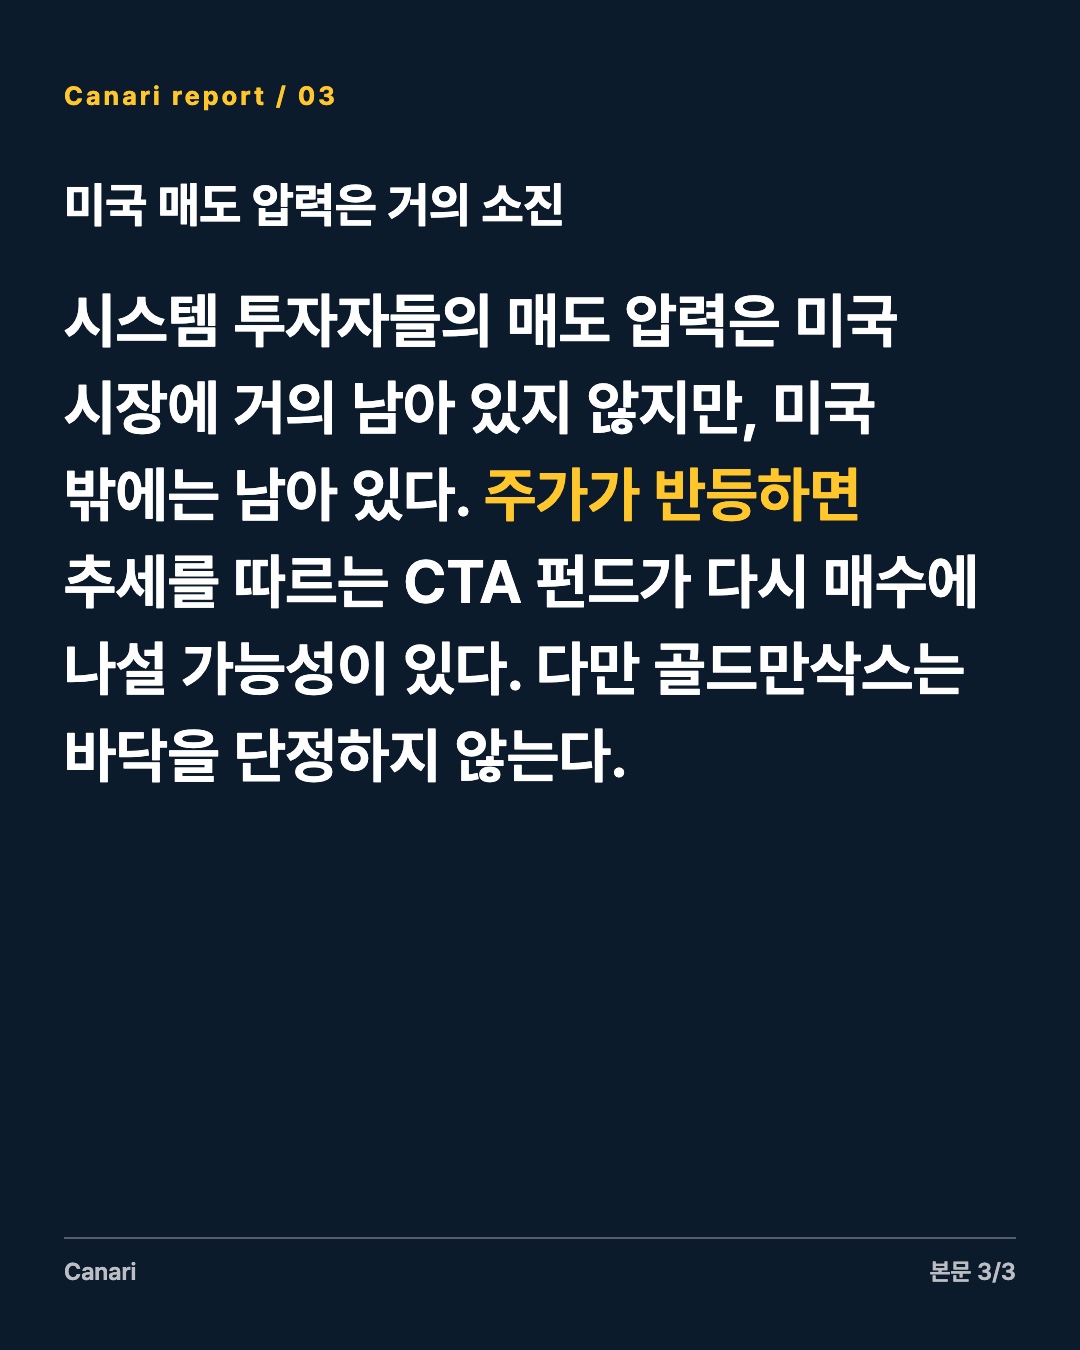 Canari report / 03
미국 매도 압력은 거의 소진
시스템 투자자들의 매도 압력은 미국
시장에 거의 남아 있지 않지만, 미국
밖에는 남아 있다. 주가가 반등하면
추세를 따르는 CTA 펀드가 다시 매수에
나설 가능성이 있다. 다만 골드만삭스는
바닥을 단정하지 않는다.
Canari
본문 3/3